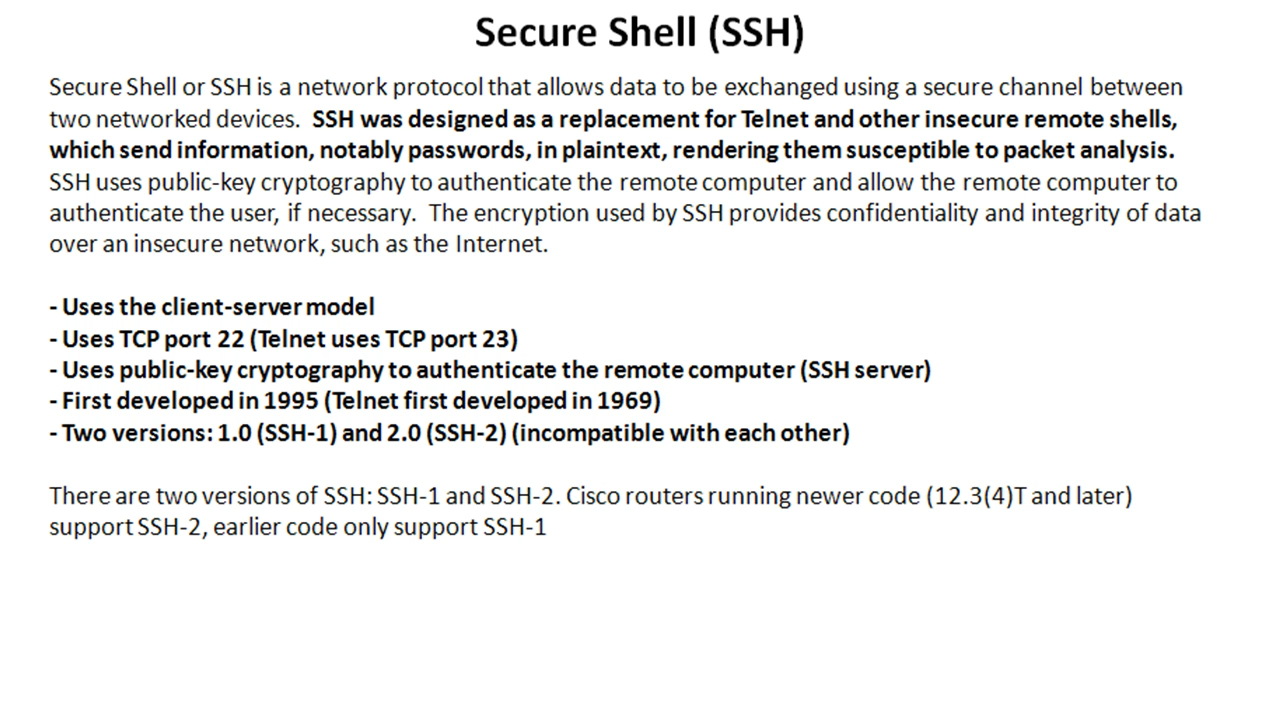 Secure Shell (SSH)
Secure Shell or SSH is a network protocol that allows data to be exchanged using a secure channel between
two networked devices.  SSH was designed as a replacement for Telnet and other insecure remote shells,
which send information, notably passwords, in plaintext, rendering them susceptible to packet analysis.
SSH uses public-key cryptography to authenticate the remote computer and allow the remote computer to
authenticate the user, if necessary.  The encryption used by SSH provides confidentiality and integrity of data
over an insecure network, such as the Internet.
- Uses the client-server model
- Uses TCP port 22 (Telnet uses TCP port 23)
- Uses public-key cryptography to authenticate the remote computer (SSH server)
- First developed in 1995 (Telnet first developed in 1969)
- Two versions: 1.0 (SSH-1) and 2.0 (SSH-2) (incompatible with each other)
There are two versions of SSH: SSH-1 and SSH-2. Cisco routers running newer code (12.3(4)T and later)
support SSH-2, earlier code only support SSH-1